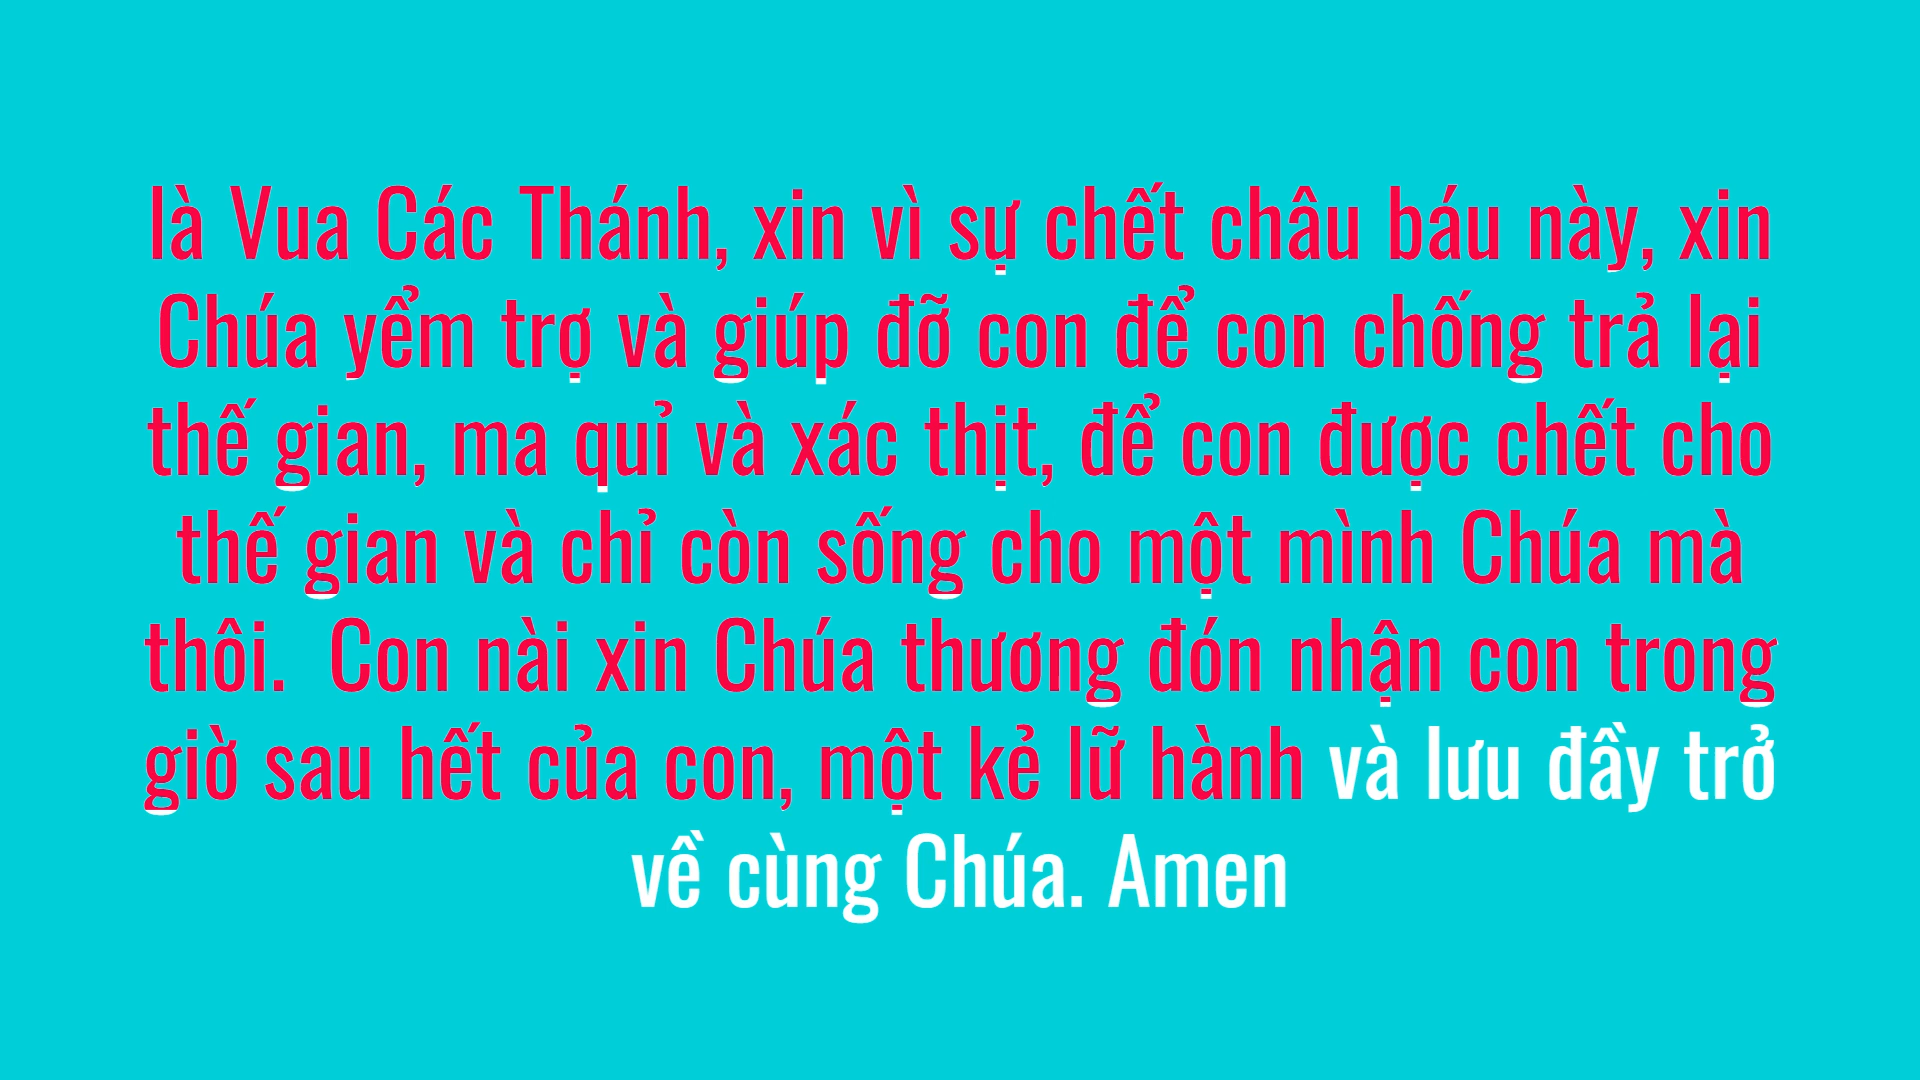 là Vua Các Thánh, xin vì sự chết châu báu này, xin
Chúa yểm trợ và giúp đỡ con để con chống trả lại
thế gian, ma quỉ và xác thịt, để con được chết cho
thế gian và chỉ còn sống cho một mình Chúa mà
thôi.  Con nài xin Chúa thương đón nhận con trong
giờ sau hết của con, một kẻ lữ hành và lưu đầy trở
về cùng Chúa. Amen